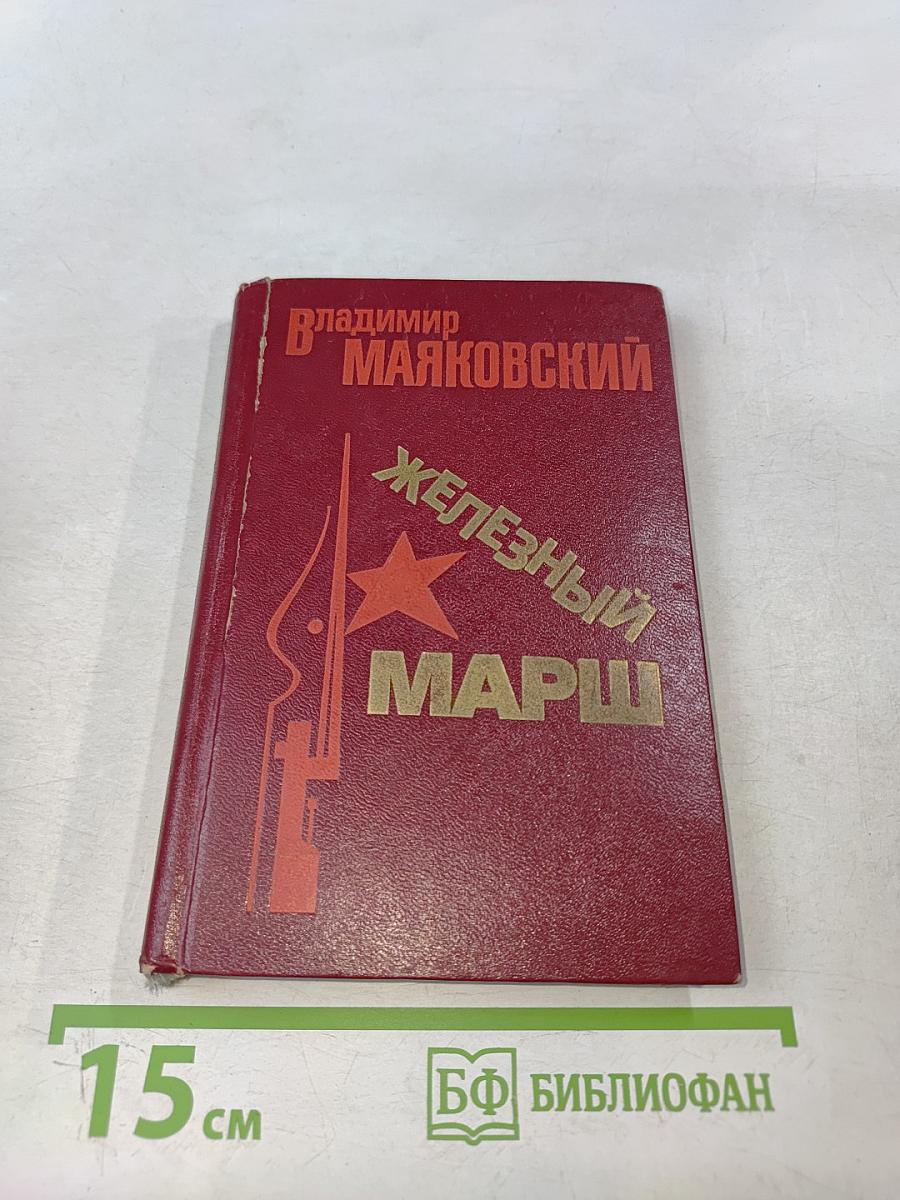 Владимир
МАЯКОВСКИЙ
ЖЕЛЕЗНЫЙ
МАРШ
15 см
БФ БИБЛИОФАН